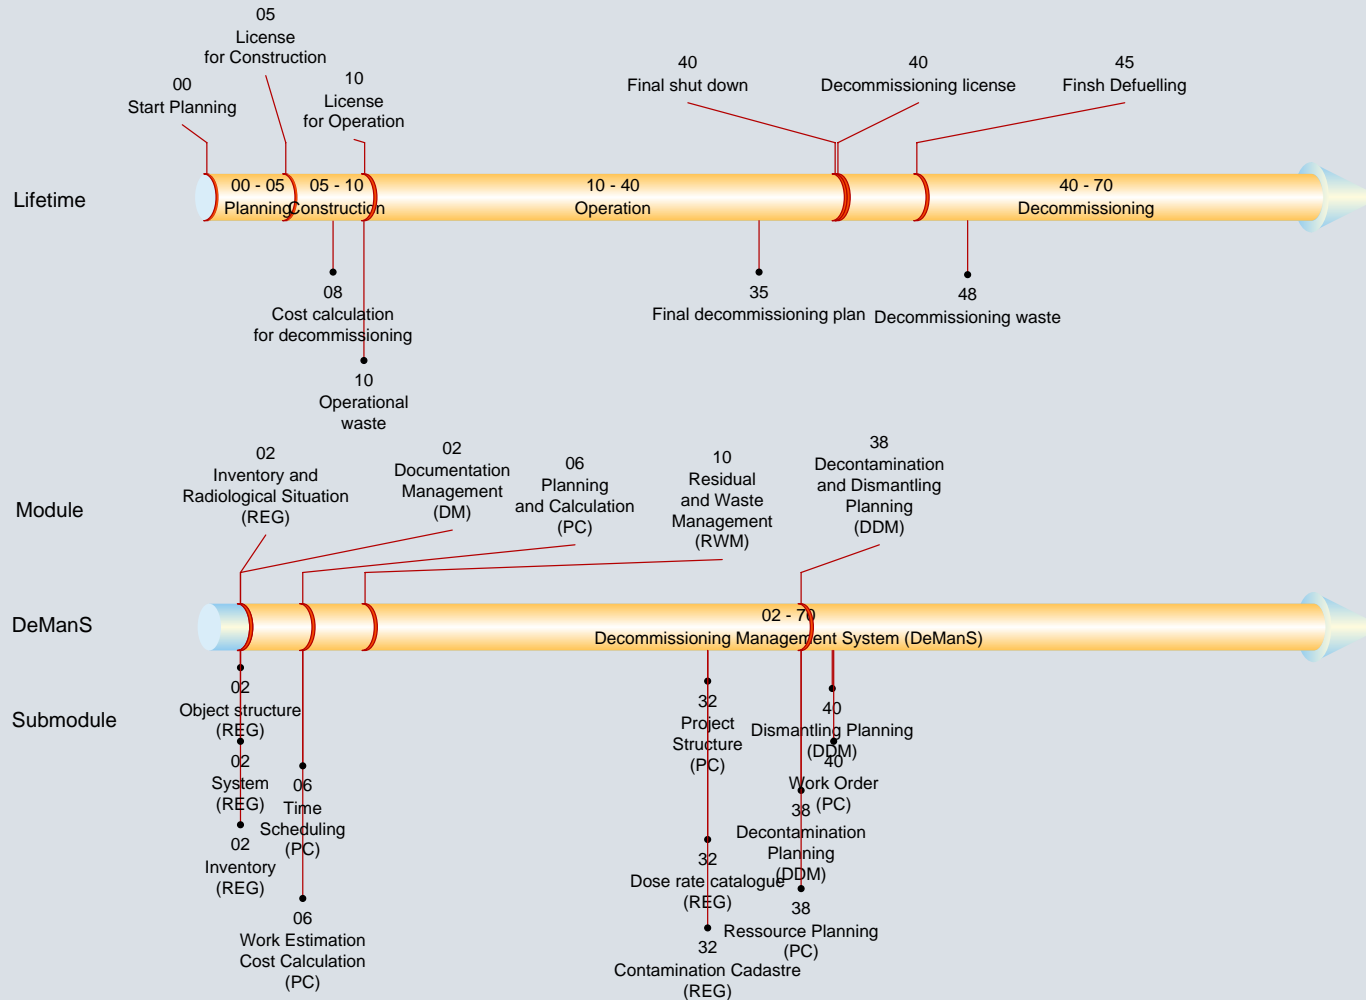 05
License
for Construction
00
Start Planning
10
License
for Operation
40
Final shut down
40
Decommissioning license
45
Finsh Defuelling
Lifetime
00 - 05
Planning
05 - 10
Construction
10 - 40
Operation
40 - 70
Decommissioning
08
Cost calculation
for decommissioning
10
Operational
waste
35
Final decommissioning plan
48
Decommissioning waste
Module
02
Inventory and
Radiological Situation
(REG)
02
Documentation
Management
(DM)
06
Planning
and Calculation
(PC)
10
Residual
and Waste
Management
(RWM)
38
Decontamination
and Dismantling
Planning
(DDM)
DeManS
02 - 70
Decommissioning Management System (DeManS)
Submodule
02
Object structure
(REG)
02
System
(REG)
02
Inventory
(REG)
06
Time
Scheduling
(PC)
06
Work Estimation
Cost Calculation
(PC)
32
Project
Structure
(PC)
32
Dose rate catalogue
(REG)
32
Contamination Cadastre
(REG)
40
Dismantling Planning
(DDM)
40
Work Order
(PC)
38
Decontamination
Planning
(DDM)
38
Ressource Planning
(PC)